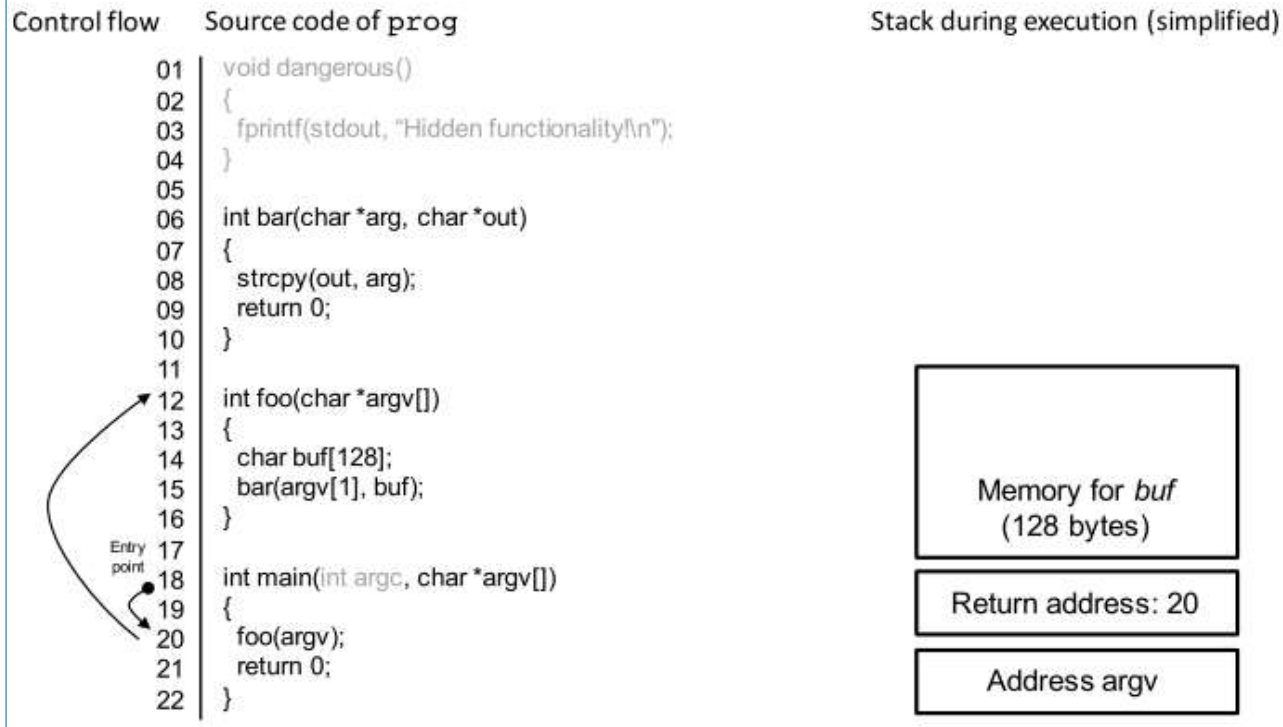 Control flow
Source code of prog
Stack during execution (simplified)
01 void dangerous()
02 {
03 fprintf(stdout, “Hidden functionality!\n");
04 }
05
06 int bar(char *arg, char *out)
07 {
08 strcpy(out, arg);
09 return 0;
10 }
11
12 int foo(char *argv[])
13 {
14 char buf[128];
15 bar(argv[1], buf);
16 }
17
18 int main(int argc, char *argv[])
19 {
20 foo(argv);
21 return 0;
22 }
Entry
point
Memory for buf
(128 bytes)
Return address: 20
Address argv